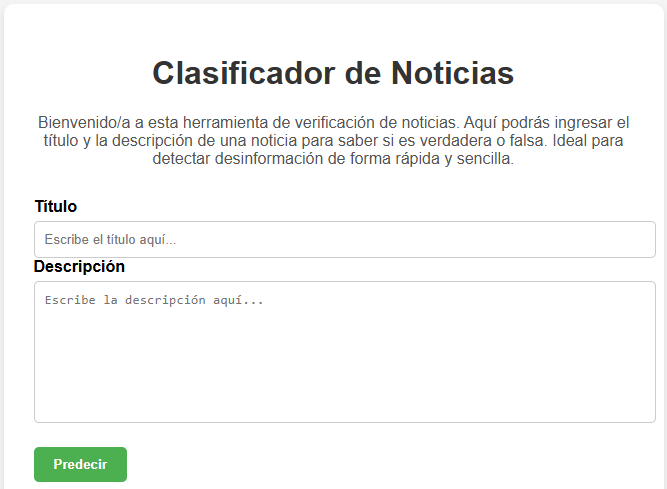 Clasificador de Noticias
Bienvenido/a a esta herramienta de verificación de noticias. Aquí podrás ingresar el
título y la descripción de una noticia para saber si es verdadera o falsa. Ideal para
detectar desinformación de forma rápida y sencilla.
Título
Escribe el título aquí...
Descripción
Escribe la descripción aquí...
Predecir